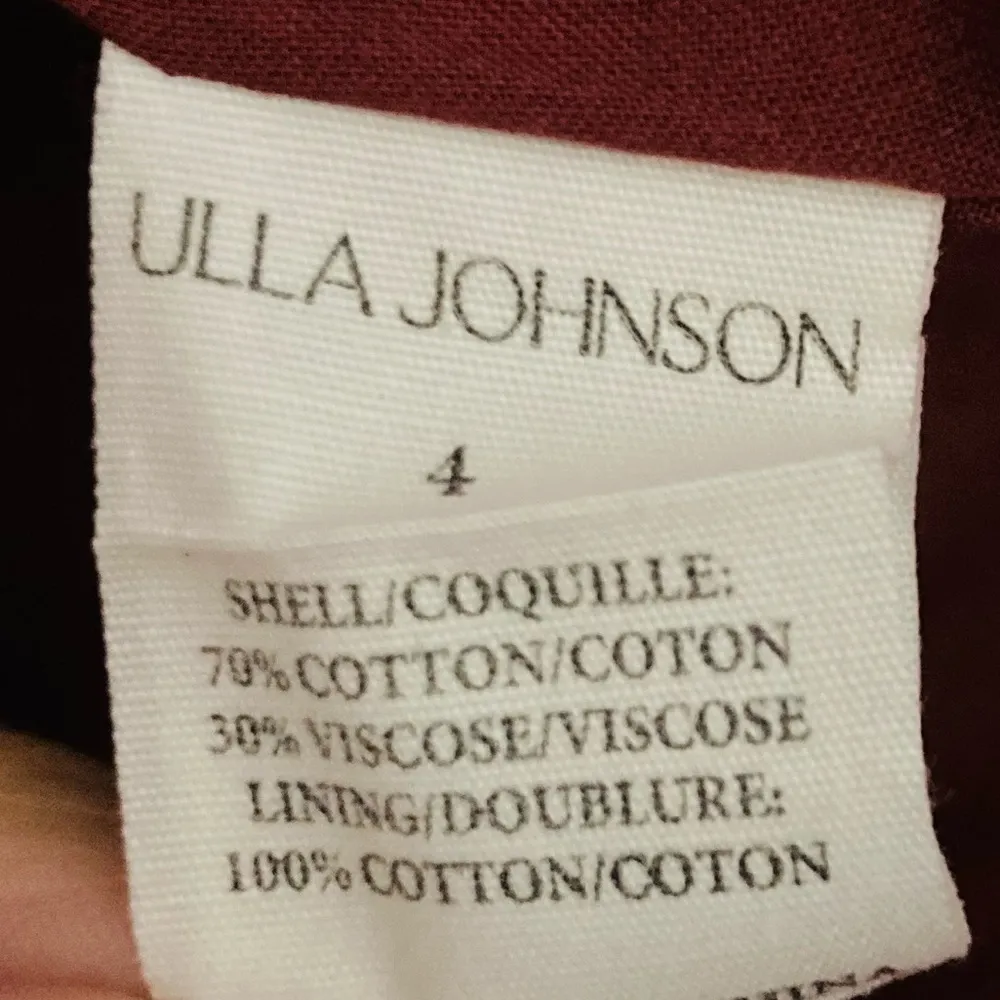 ULLA JOHNSON
4
SHELL/COQUILLE:
70% COTTON/COTON
30% VISCOSE/VISCOSE
LINING/DOUBLURE:
100% COTTON/COTON